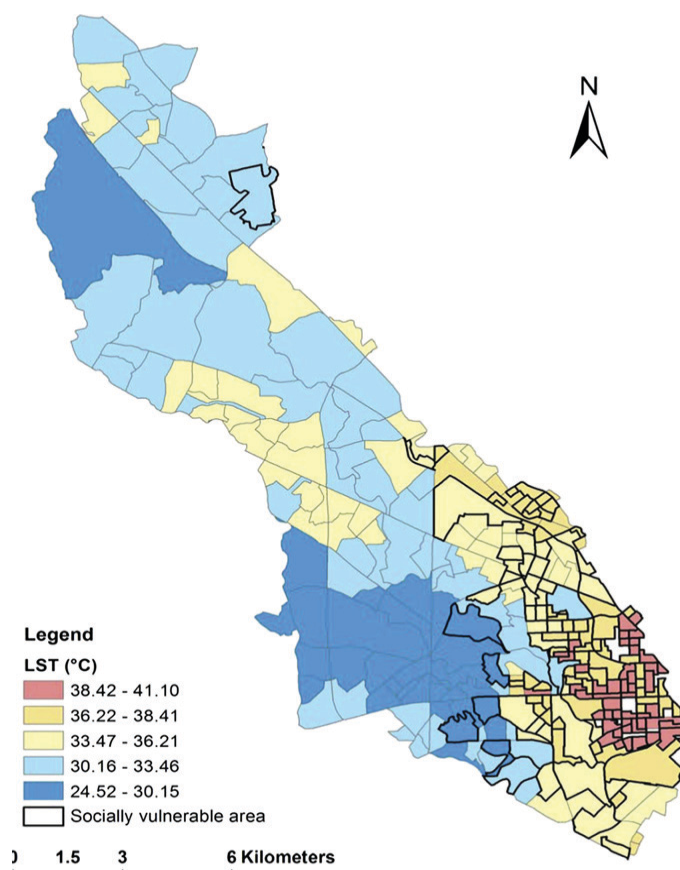 N
Legend
LST (°C)
38.42 - 41.10
36.22 - 38.41
33.47 - 36.21
30.16 - 33.46
24.52 - 30.15
Socially vulnerable area
1.5 3 6 Kilometers